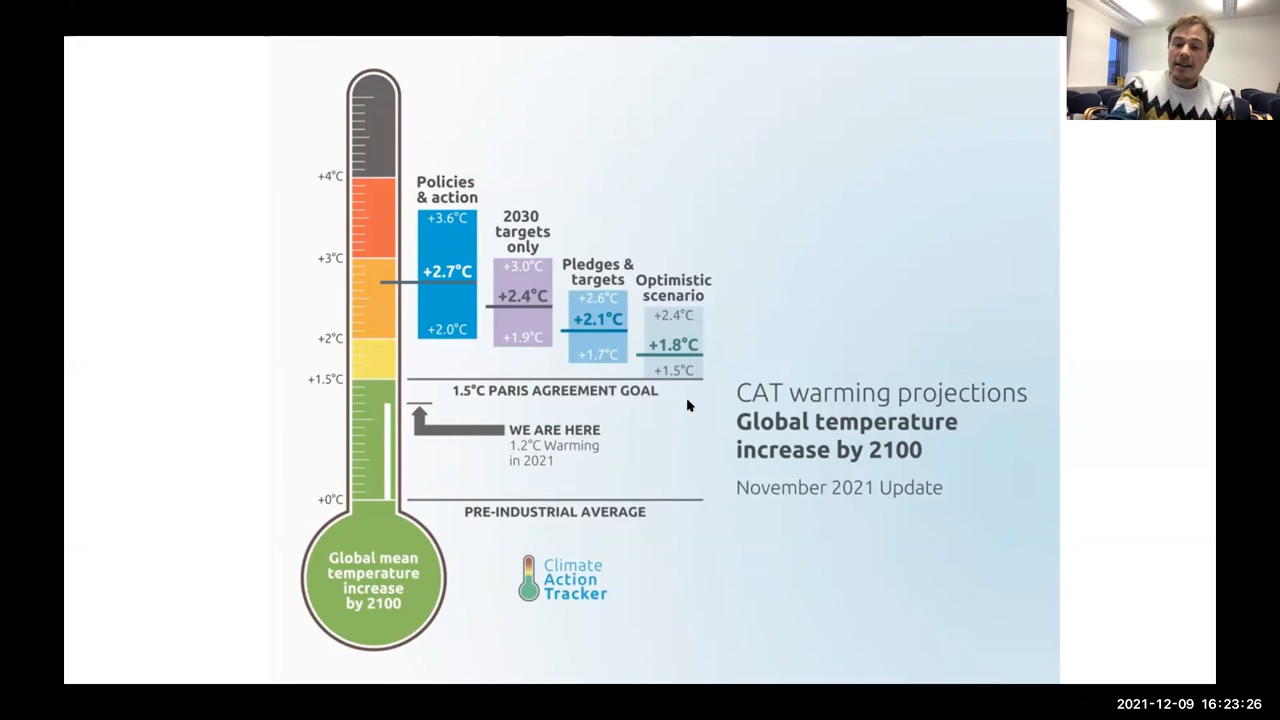 +4°C
+3°C
+2°C
+1.5°C
+0°C
Policies
& action
+3.6°C
+2.7°C
+2.0°C
2030
targets
only
+3.0°C
+2.4°C
+1.9°C
Pledges &
targets
+2.6°C
+2.1°C
+1.7°C
Optimistic
scenario
+2.4°C
+1.8°C
+1.5°C
1.5°C PARIS AGREEMENT GOAL
WE ARE HERE
1.2°C Warming
in 2021
PRE-INDUSTRIAL AVERAGE
Global mean
temperature
increase
by 2100
Climate
Action
Tracker
CAT warming projections
Global temperature
increase by 2100
November 2021 Update
2021-12-09 16:23:26